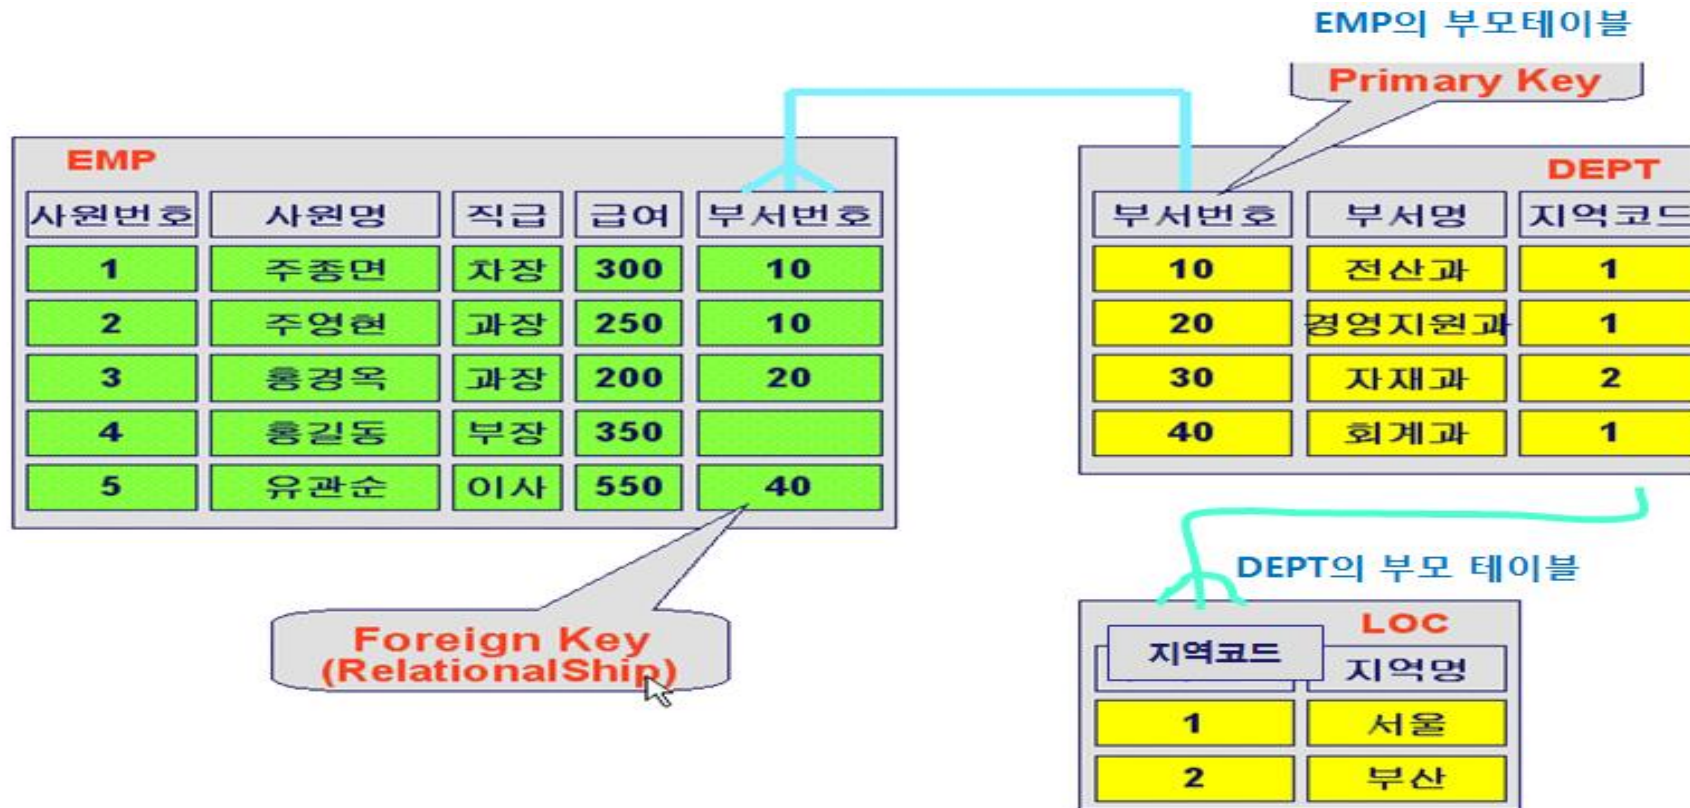 EMP의 부모테이블
Primary Key
EMP
사원번호 사원명 직급 급여 부서번호
1 주종면 차장 300 10
2 주영현 과장 250 10
3 홍경옥 과장 200 20
4 홍길동 부장 350
5 유관순 이사 550 40
Foreign Key
(RelationalShip)
DEPT
부서번호 부서명 지역코드
10 전산과 1
20 경영지원과 1
30 자재과 2
40 회계과 1
DEPT의 부모 테이블
LOC
지역코드 지역명
1 서울
2 부산